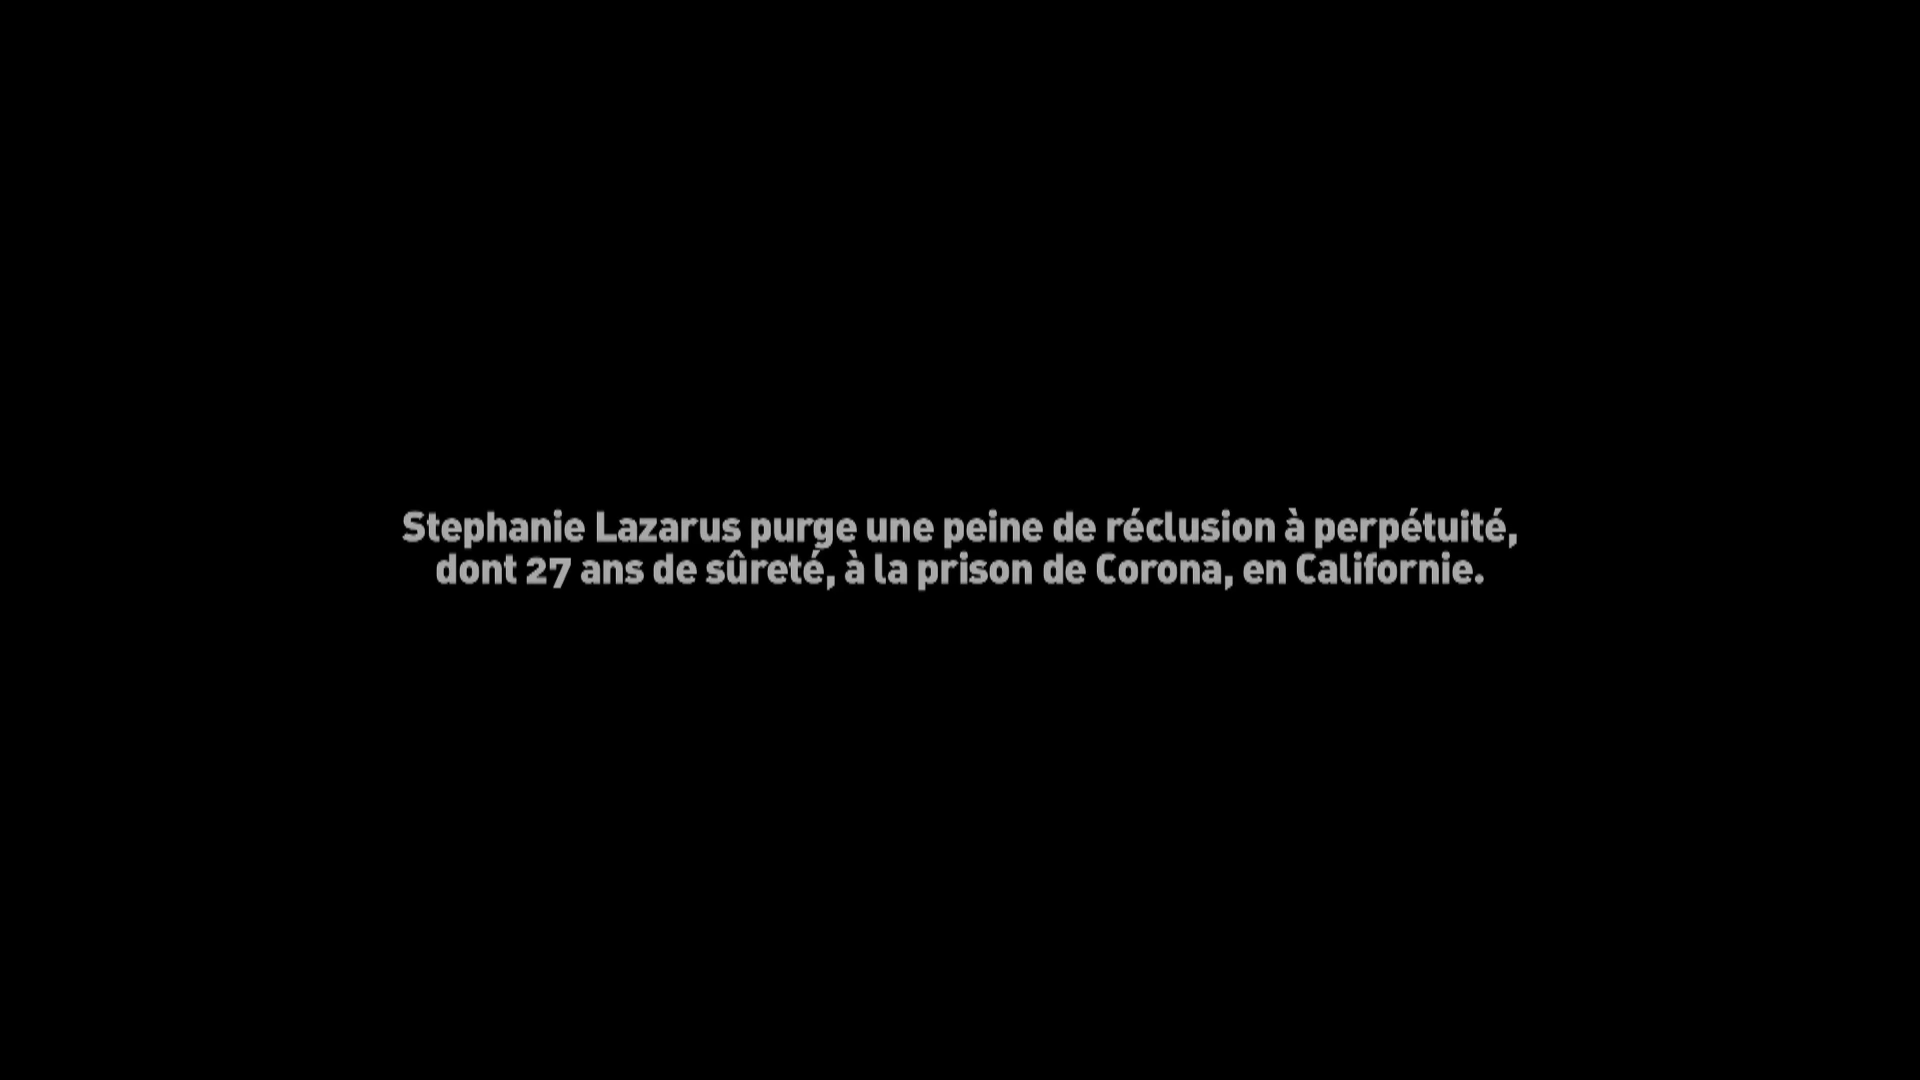 Stephanie Lazarus purge une peine de réclusion à perpétuité,
dont 27 ans de sûreté, à la prison de Corona, en Californie.